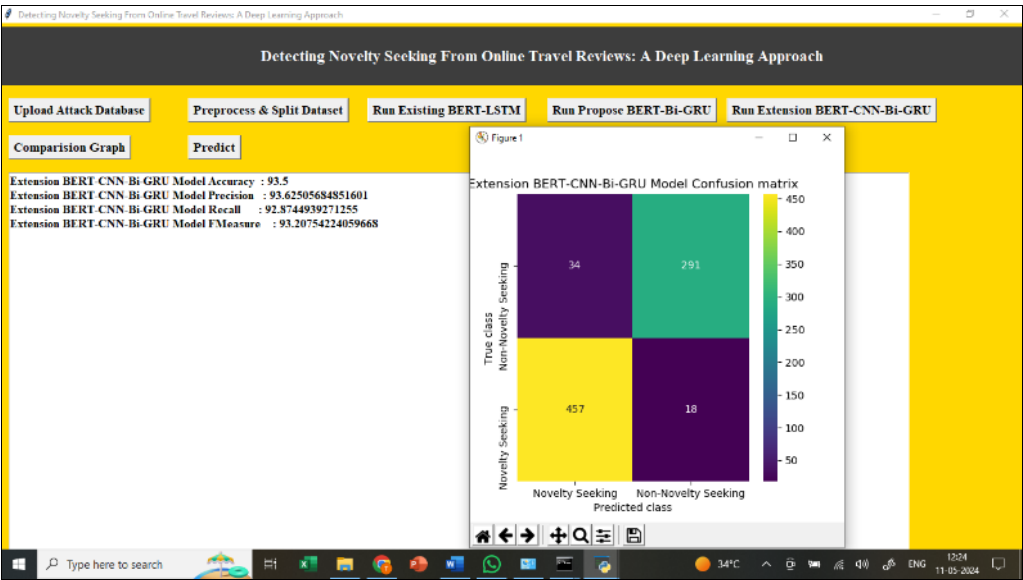 Detecting Novelty Seeking From Online Travel Reviews: A Deep Learning Approach
Detecting Novelty Seeking From Online Travel Reviews: A Deep Learning Approach
Upload Attack Database
Preprocess & Split Dataset
Run Existing BERT-LSTM
Run Propose BERT-Bi-GRU
Run Extension BERT-CNN-Bi-GRU
Comparision Graph
Predict
Extension BERT-CNN-Bi-GRU Model Accuracy : 93.5
Extension BERT-CNN-Bi-GRU Model Precision : 93.62505684851601
Extension BERT-CNN-Bi-GRU Model Recall : 92.8744939271255
Extension BERT-CNN-Bi-GRU Model FMeasure : 93.20754224059668
Figure 1
Extension BERT-CNN-Bi-GRU Model Confusion matrix
True class
Non-Novelty Seeking
34
291
Novelty Seeking
457
18
Novelty Seeking
Non-Novelty Seeking
Predicted class
450
400
350
300
250
200
150
100
50
Type here to search
34°C
ENG
12:24
11-05-2024